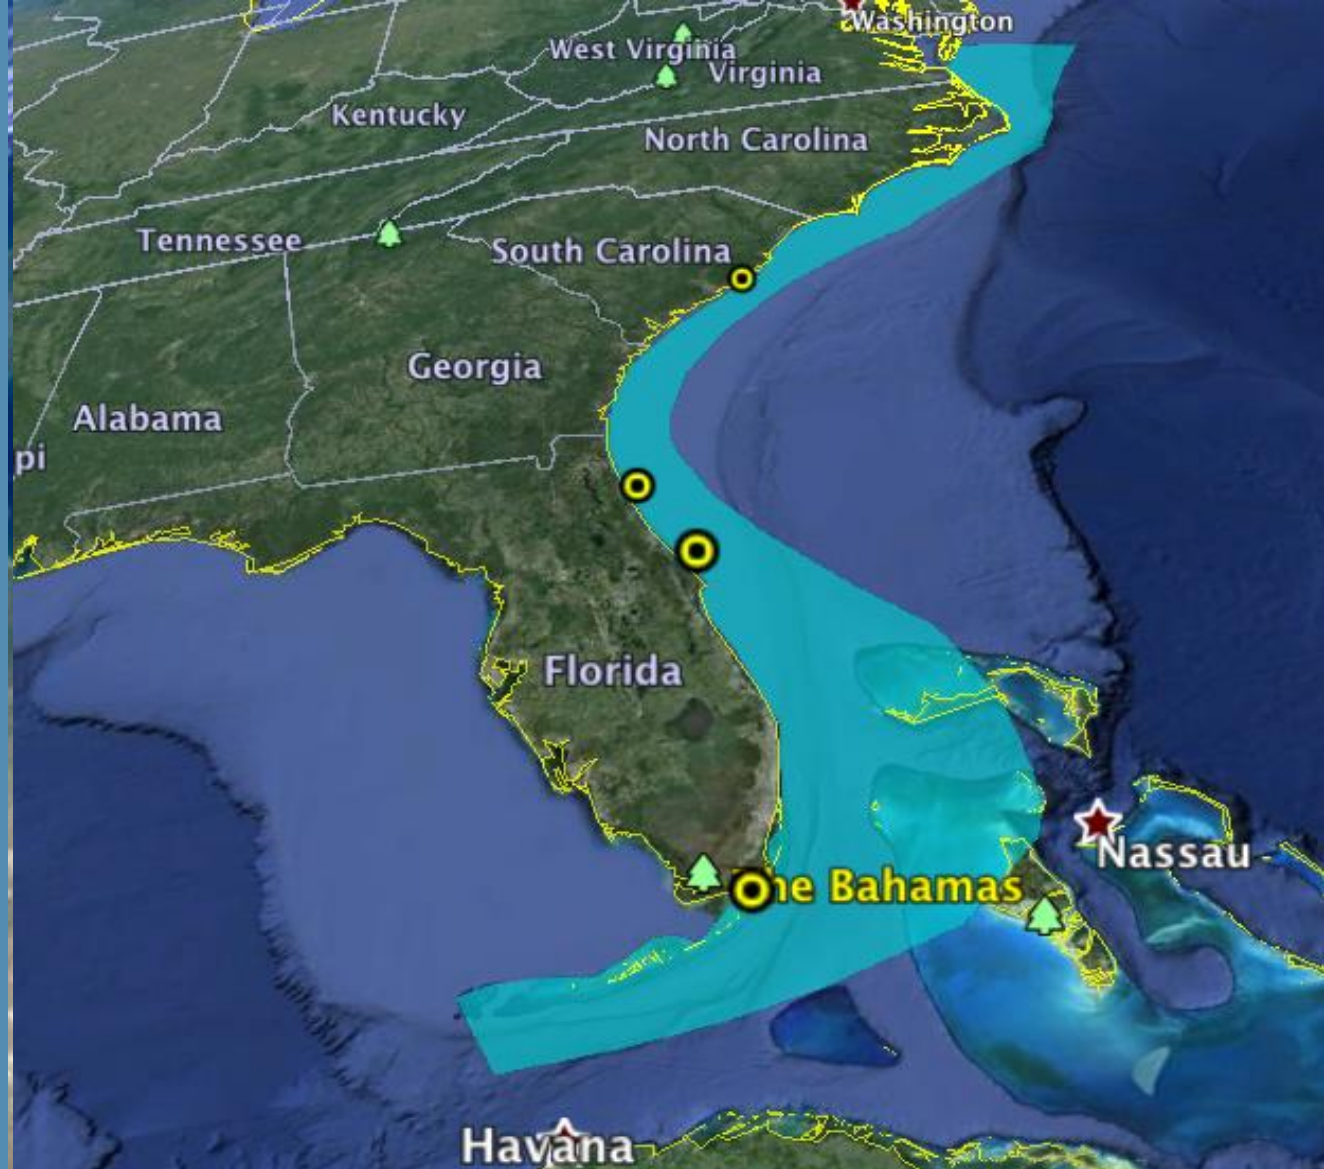 Washington
West Virginia
Virginia
Kentucky
North Carolina
Tennessee
South Carolina
Georgia
Alabama
pi
Florida
Nassau
he Bahamas
Havana